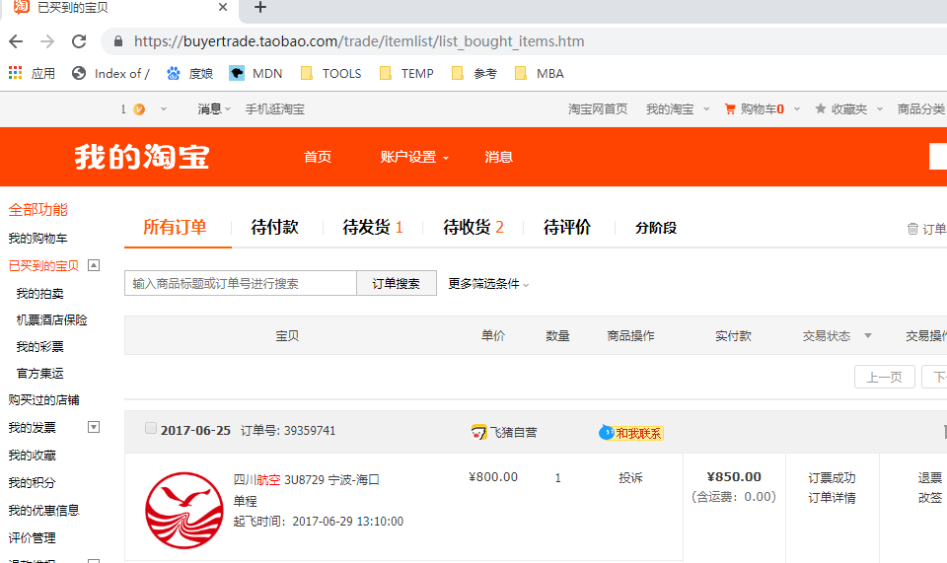 已买到的宝贝
https://buyertrade.taobao.com/trade/itemlist/list_bought_items.htm
应用 Index of / 度娘 MDN TOOLS TEMP 参考 MBA
1 消息 手机逛淘宝 淘宝网首页 我的淘宝 购物车0 收藏夹 商品分类
我的淘宝 首页 账户设置 消息
全部功能
我的购物车
已买到的宝贝
我的拍卖
机票酒店保险
我的彩票
官方集运
购买过的店铺
我的发票
我的收藏
我的积分
我的优惠信息
评价管理
所有订单 待付款 待发货 1 待收货 2 待评价 分阶段 订单
输入商品标题或订单号进行搜索 订单搜索 更多筛选条件
宝贝 单价 数量 商品操作 实付款 交易状态 交易操作
上一页 下
2017-06-25 订单号: 39359741 飞猪自营 和我联系
四川航空 3U8729 宁波-海口 ¥800.00 1 投诉 ¥850.00 订票成功 退票
单程 (含运费：0.00) 订单详情 改签
起飞时间：2017-06-29 13:10:00